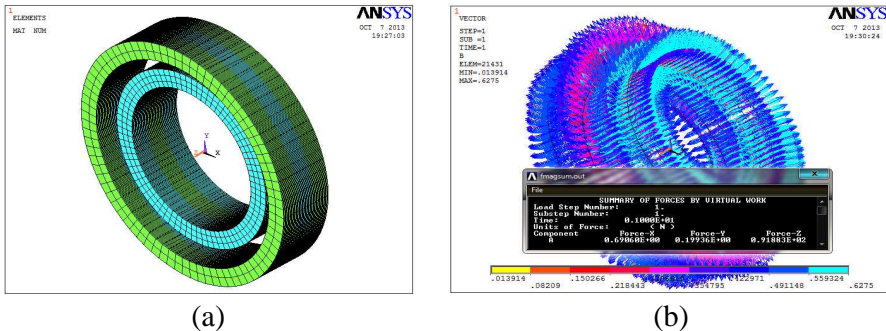 1
ELEMENTS
MAT NUM
ANSYS
OCT 7 2013
19:27:03
Y
X
(a)
1
VECTOR
STEP=1
SUB =1
TIME=1
B
ELEM=21431
MIN=.013914
MAX=.6275
ANSYS
OCT 7 2013
19:30:24
fmagsum.out
File
SUMMARY OF FORCES BY VIRTUAL WORK
Load Step Number: 1.
Substep Number: 1.
Time: 0.1000E+01
Units of Force: ( N )
Component Force-X Force-Y Force-Z
A 0.69060E+00 0.19936E+00 0.91883E+02
.013914 .150266 .422971 .559324
.08209 .218443 .491148 .6275
(b)